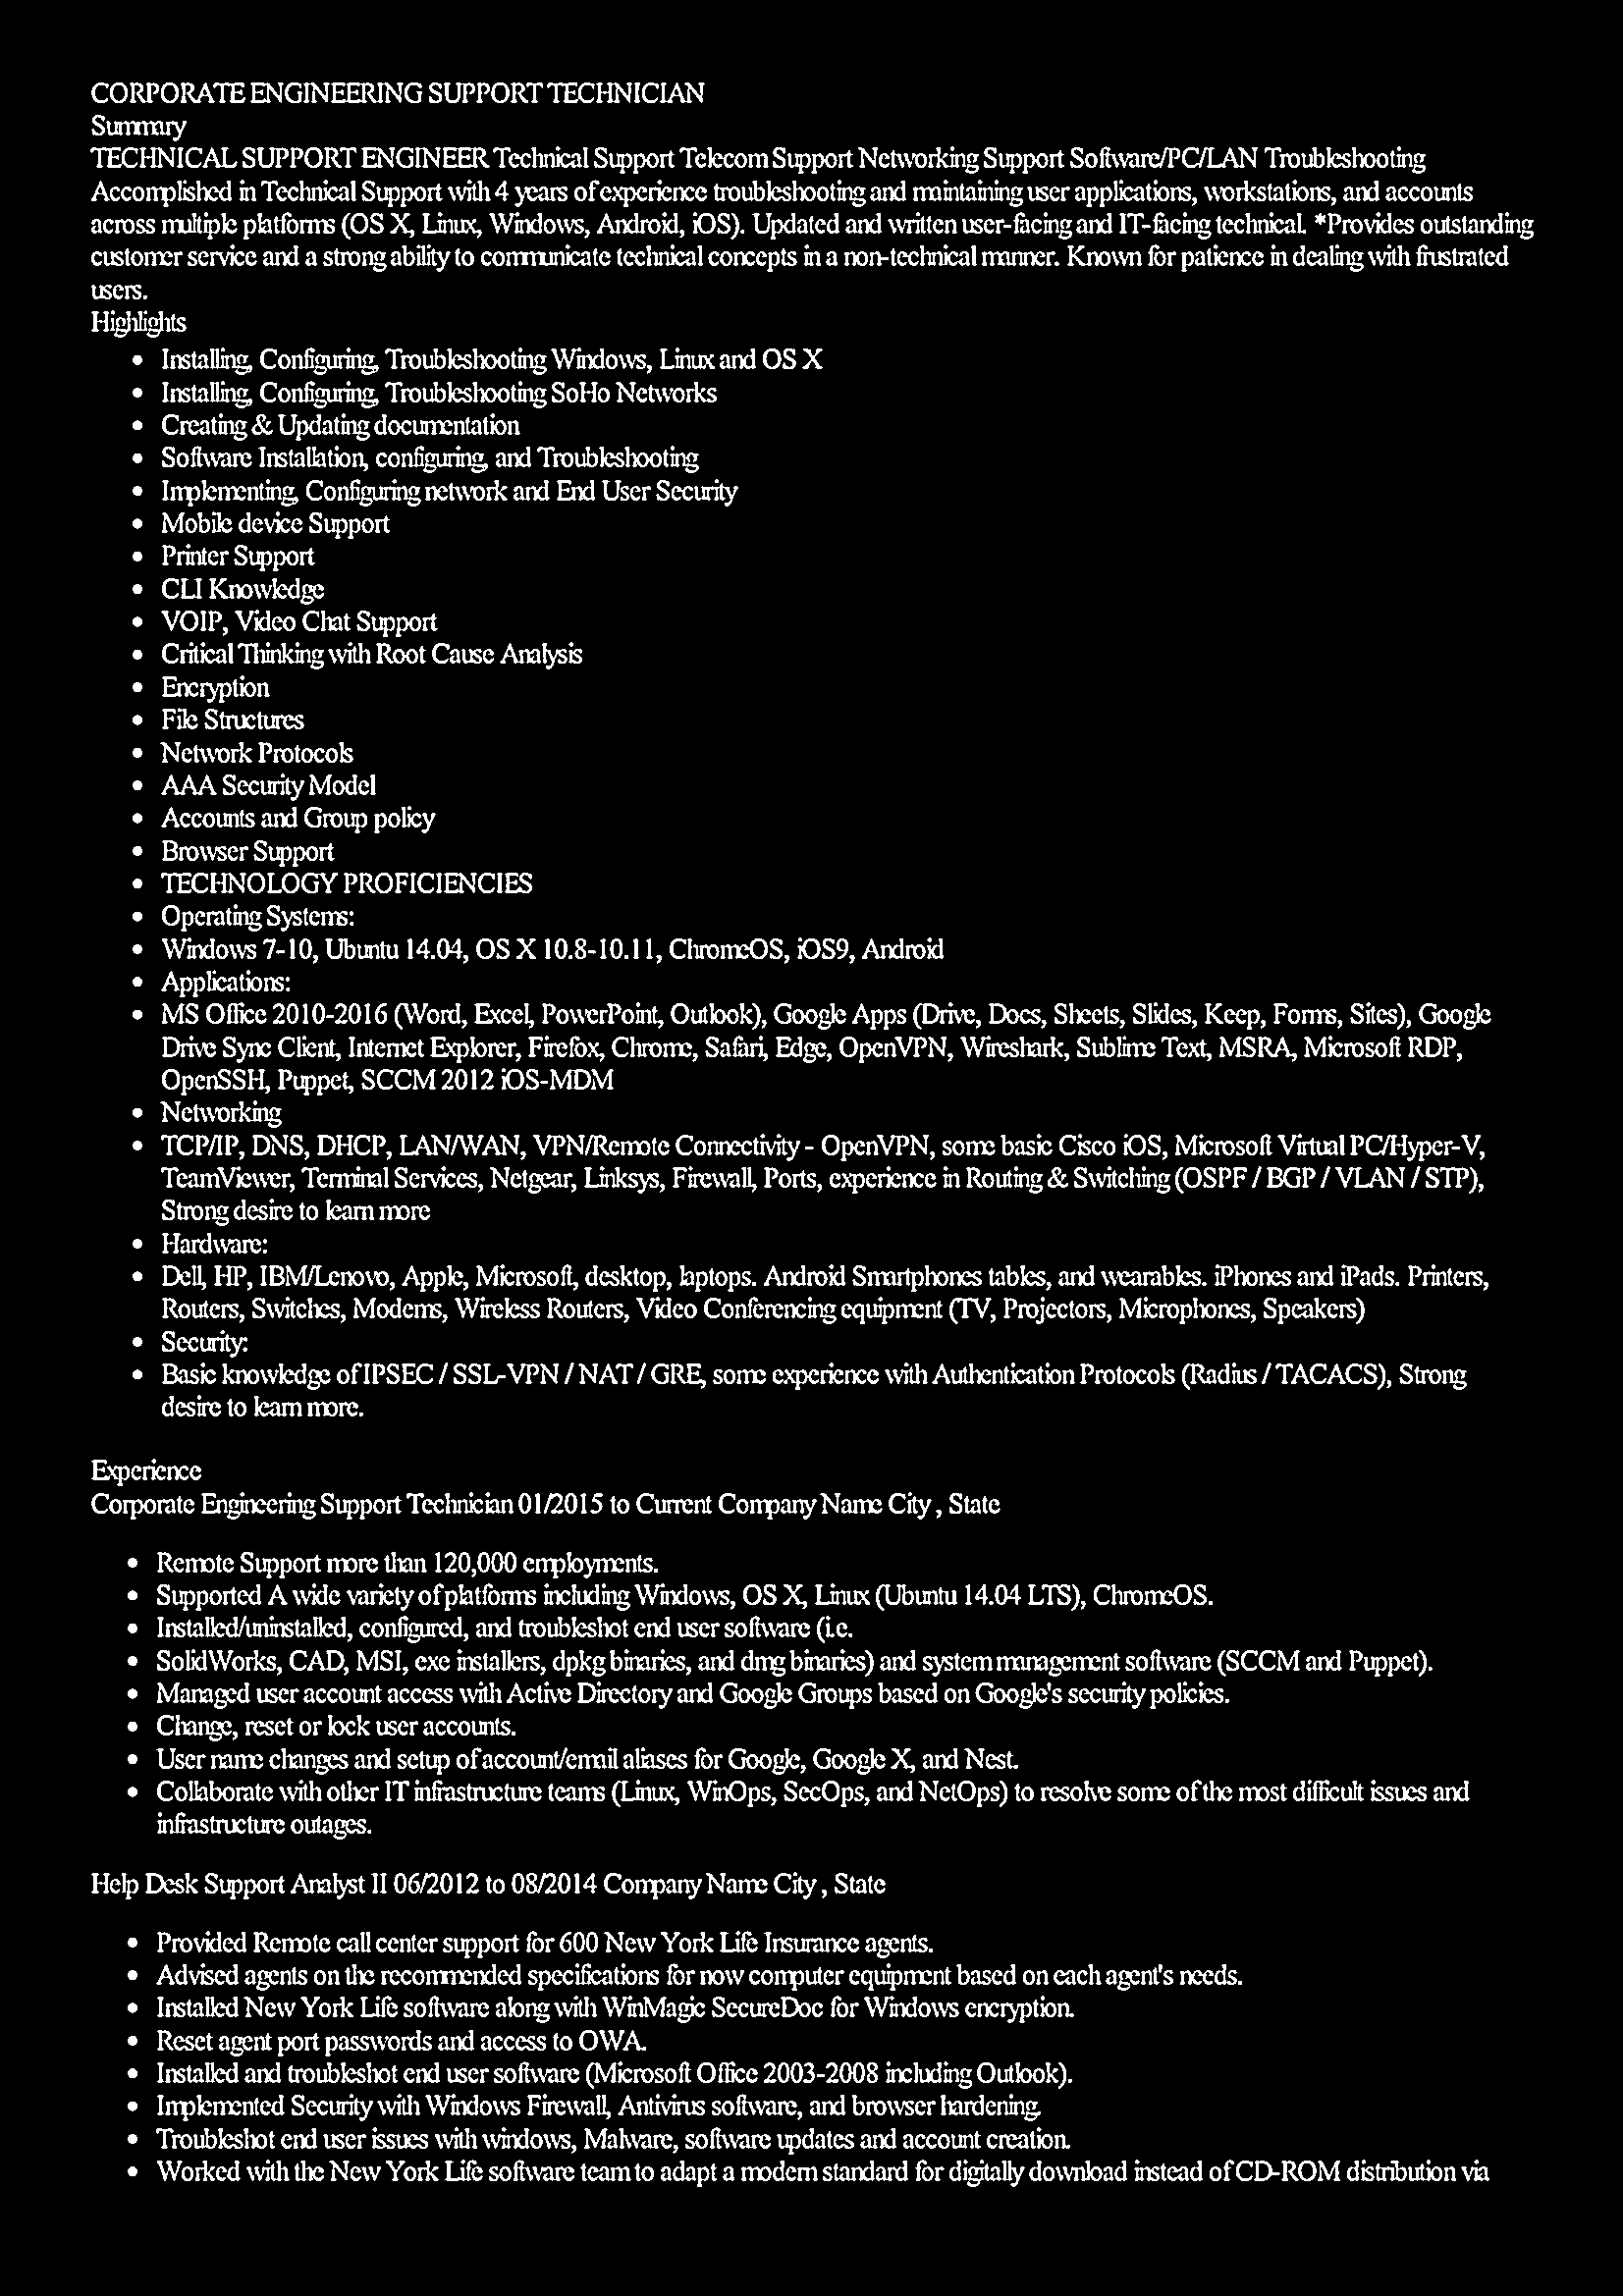 CORPORATE ENGINEERING SUPPORT TECHNICIAN
Summary
TECHNICAL SUPPORT ENGINEER Technical Support Telecom Support Networking Support Software/PC/LAN Troubleshooting
Accomplished in Technical Support with 4 years of experience troubleshooting and maintaining user applications, workstations, and accounts
across multiple platforms (OS X, Linux, Windows, Android, iOS). Updated and written user-facing and IT-facing technical. *Provides outstanding
customer service and a strong ability to communicate technical concepts in a non-technical manner. Known for patience in dealing with frustrated
users.
Highlights
• Installing, Configuring, Troubleshooting Windows, Linux and OS X
• Installing, Configuring, Troubleshooting SoHo Networks
• Creating & Updating documentation
• Software Installation, configuring, and Troubleshooting
• Implementing, Configuring network and End User Security
• Mobile device Support
• Printer Support
• CLI Knowledge
• VOIP, Video Chat Support
• Critical Thinking with Root Cause Analysis
• Encryption
• File Structures
• Network Protocols
• AAA Security Model
• Accounts and Group policy
• Browser Support
• TECHNOLOGY PROFICIENCIES
• Operating Systems:
• Windows 7-10, Ubuntu 14.04, OS X 10.8-10.11, ChromeOS, iOS9, Android
• Applications:
• MS Office 2010-2016 (Word, Excel, PowerPoint, Outlook), Google Apps (Drive, Docs, Sheets, Slides, Keep, Forms, Sites), Google
Drive Sync Client, Internet Explorer, Firefox, Chrome, Safari, Edge, OpenVPN, Wireshark, Sublime Text, MSRA, Microsoft RDP,
OpenSSH, Puppet, SCCM 2012 iOS-MDM
• Networking
• TCP/IP, DNS, DHCP, LAN/WAN, VPN/Remote Connectivity - OpenVPN, some basic Cisco iOS, Microsoft Virtual PC/Hyper-V,
TeamViewer, Terminal Services, Netgear, Linksys, Firewall, Ports, experience in Routing & Switching (OSPF / BGP / VLAN / STP),
Strong desire to learn more
• Hardware:
• Dell, HP, IBM/Lenovo, Apple, Microsoft, desktop, laptops. Android Smartphones tables, and wearables. iPhones and iPads. Printers,
Routers, Switches, Modems, Wireless Routers, Video Conferencing equipment (TV, Projectors, Microphones, Speakers)
• Security:
• Basic knowledge of IPSEC / SSL-VPN / NAT / GRE, some experience with Authentication Protocols (Radius / TACACS), Strong
desire to learn more.
Experience
Corporate Engineering Support Technician 01/2015 to Current Company Name City , State
• Remote Support more than 120,000 employments.
• Supported A wide variety of platforms including Windows, OS X, Linux (Ubuntu 14.04 LTS), ChromeOS.
• Installed/uninstalled, configured, and troubleshot end user software (i.e.
• SolidWorks, CAD, MSI, exe installers, dpkg binaries, and dmg binaries) and system management software (SCCM and Puppet).
• Managed user account access with Active Directory and Google Groups based on Google's security policies.
• Change, reset or lock user accounts.
• User name changes and setup of account/email aliases for Google, Google X, and Nest.
• Collaborate with other IT infrastructure teams (Linux, WinOps, SecOps, and NetOps) to resolve some of the most difficult issues and
infrastructure outages.
Help Desk Support Analyst II 06/2012 to 08/2014 Company Name City , State
• Provided Remote call center support for 600 New York Life Insurance agents.
• Advised agents on the recommended specifications for now computer equipment based on each agent's needs.
• Installed New York Life software along with WinMagic SecureDoc for Windows encryption.
• Reset agent port passwords and access to OWA.
• Installed and troubleshot end user software (Microsoft Office 2003-2008 including Outlook).
• Implemented Security with Windows Firewall, Antivirus software, and browser hardening.
• Troubleshot end user issues with windows, Malware, software updates and account creation.
• Worked with the New York Life software team to adapt a modern standard for digitally download instead of CD-ROM distribution via